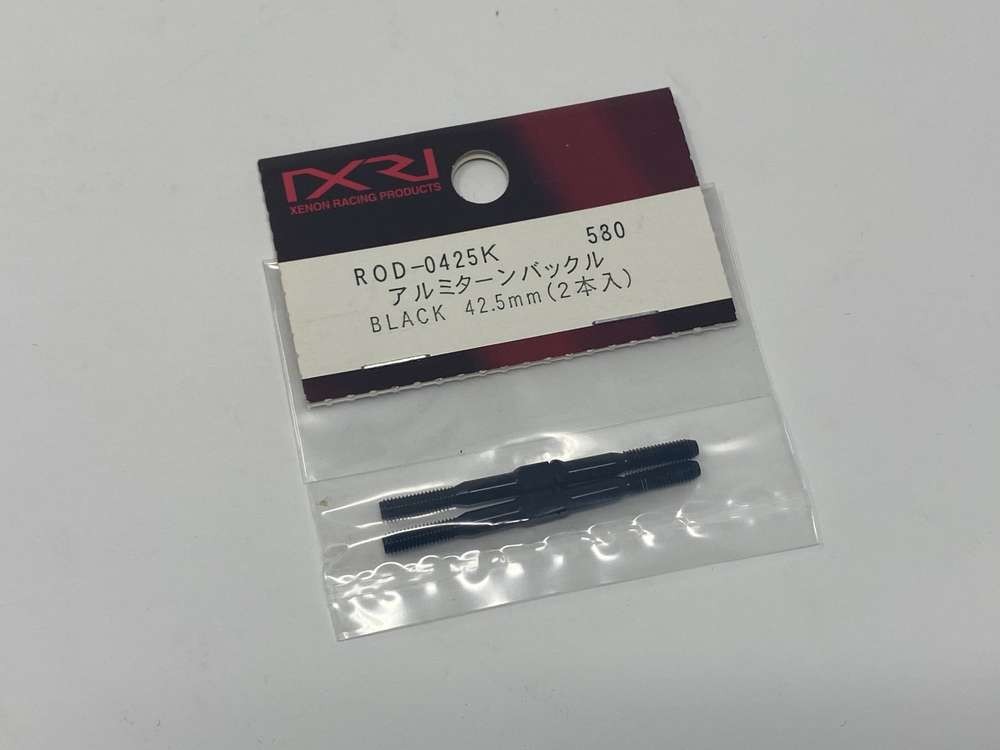 XRI
XENON RACING PRODUCTS
ROD-0425K 580
アルミターンバックル
BLACK 42.5mm(2本入)